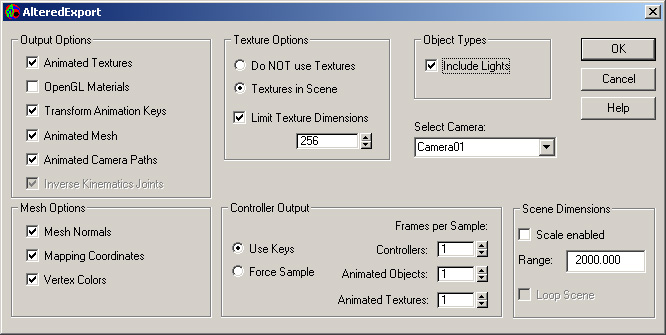 AlteredExport
Output Options
Animated Textures
OpenGL Materials
Transform Animation Keys
Animated Mesh
Animated Camera Paths
Inverse Kinematics Joints
Texture Options
Do NOT use Textures
Textures in Scene
Limit Texture Dimensions
256
Object Types
Include Lights
Select Camera:
Camera01
OK
Cancel
Help
Mesh Options
Mesh Normals
Mapping Coordinates
Vertex Colors
Controller Output
Use Keys
Force Sample
Frames per Sample:
Controllers: 1
Animated Objects: 1
Animated Textures: 1
Scene Dimensions
Scale enabled
Range: 2000.000
Loop Scene